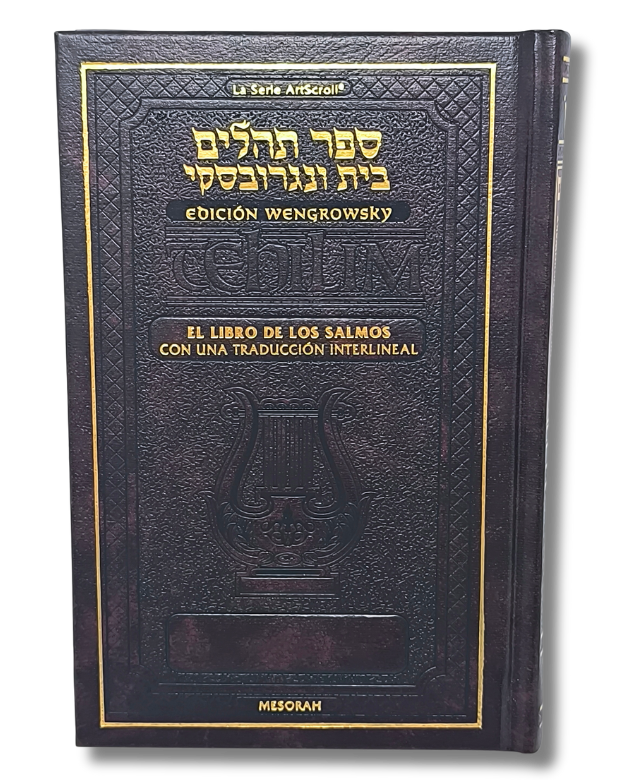 La Serie ArtScroll®
ספר תהלים
בית ונגרובסקי
EDICIÓN WENGROWSKY
tehillim
EL LIBRO DE LOS SALMOS
CON UNA TRADUCCIÓN INTERLINEAL
MESORAH